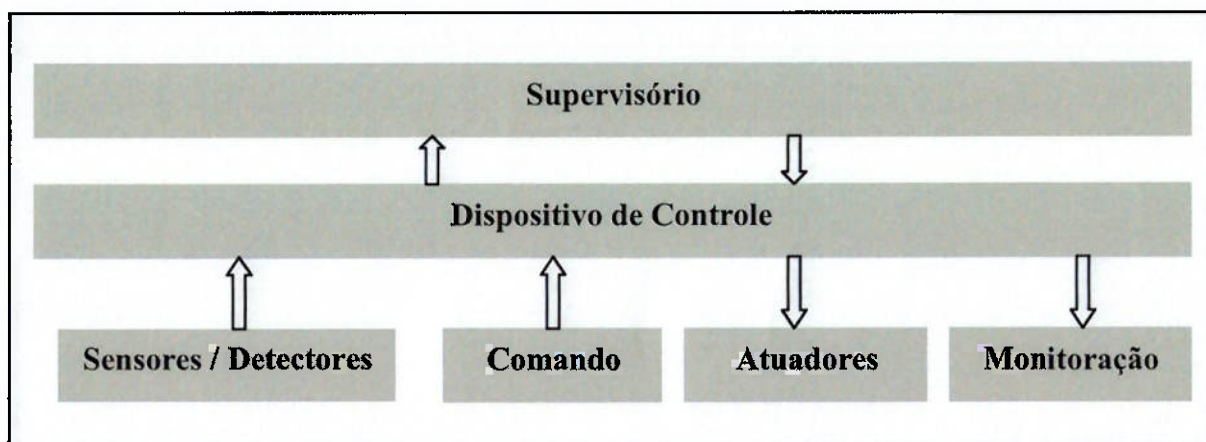 Supervisório
Dispositivo de Controle
Sensores / Detectores
Comando
Atuadores
Monitoração